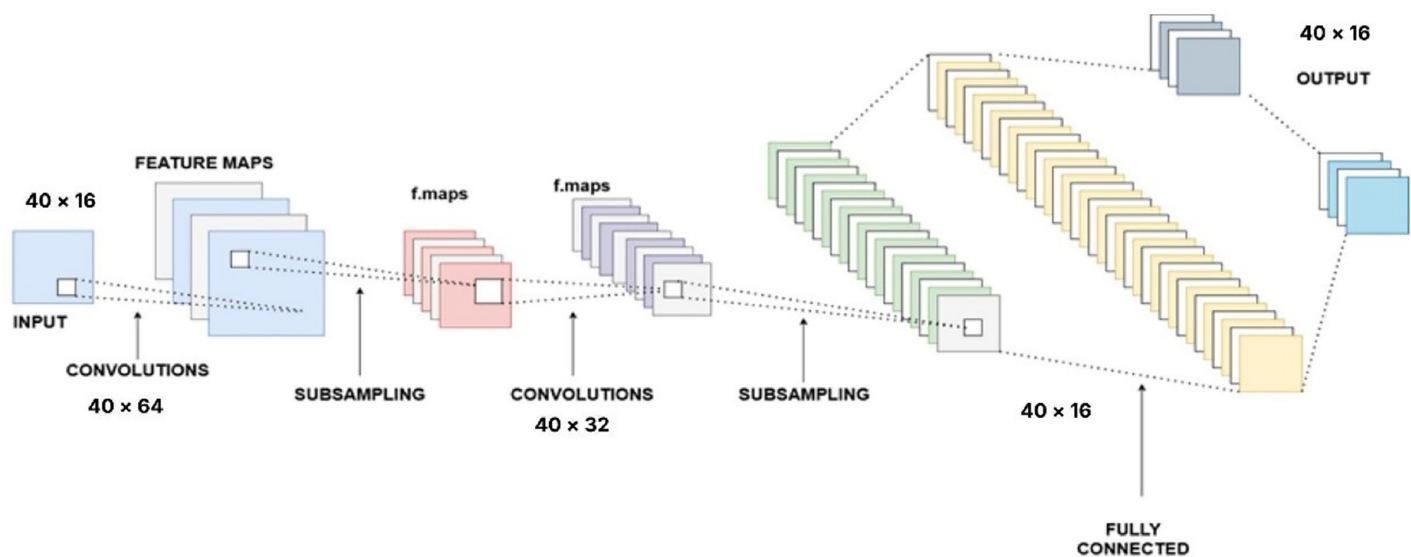 40 × 16
INPUT
FEATURE MAPS
CONVOLUTIONS
40 × 64
SUBSAMPLING
f.maps
CONVOLUTIONS
40 × 32
f.maps
SUBSAMPLING
40 × 16
FULLY
CONNECTED
40 × 16
OUTPUT